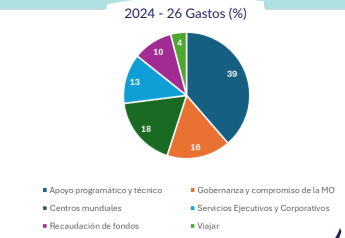 2024 - 26 Gastos (%)
4
10
39
13
18
16
Apoyo programático y técnico
Gobernanza y compromiso de la MO
Centros mundiales
Servicios Ejecutivos y Corporativos
Recaudación de fondos
Viajar